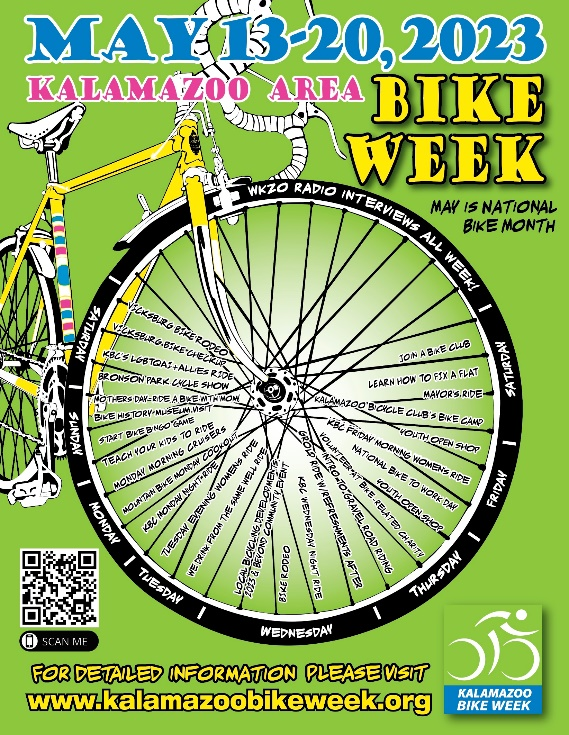 MAY 13-20, 2023
KALAMAZOO AREA
BIKE
WEEK
MAY IS NATIONAL
BIKE MONTH
WKZO RADIO INTERVIEWS ALL WEEK!
SATURDAY
VICKSBURG BIKE RODEO
VICKSBURG BIKE CHECKUP
KBC'S LGBTQAI+ALLIES RIDE
BRONSON PARK CYCLE SHOW
SUNDAY
MOTHERS DAY-RIDE A BIKE WITH MOM
BIKE HISTORY-MUSEUM VISIT
START BIKE BINGO GAME
TEACH YOUR KIDS TO RIDE
MONDAY
MONDAY MORNING CRUISERS
MOUNTAIN BIKE MONDAY COOKOUT
KBC MONDAY NIGHT RIDE
TUESDAY
TUESDAY EVENING WOMENS RIDE
WE DRINK FROM THE SAME WELL RIDE
LOCAL BICYCLING DEVELOPMENTS
2023 & BEYOND COMMUNITY EVENT
WEDNESDAY
BIKE RODEO
KBC WEDNESDAY NIGHT RIDE
GROUP RIDE W/REFRESHMENTS AFTER
THURSDAY
INTRO TO GRAVEL ROAD RIDING
VOLUNTEER AT BIKE-RELATED CHARITY
YOUTH OPEN SHOP
FRIDAY
NATIONAL BIKE TO WORK DAY
KBC FRIDAY MORNING WOMENS RIDE
YOUTH OPEN SHOP
SATURDAY
KALAMAZOO BICYCLE CLUB'S BIKE CAMP
MAYOR'S RIDE
LEARN HOW TO FIX A FLAT
JOIN A BIKE CLUB
SCAN ME
FOR DETAILED INFORMATION PLEASE VISIT
www.kalamazoobikeweek.org
KALAMAZOO
BIKE WEEK